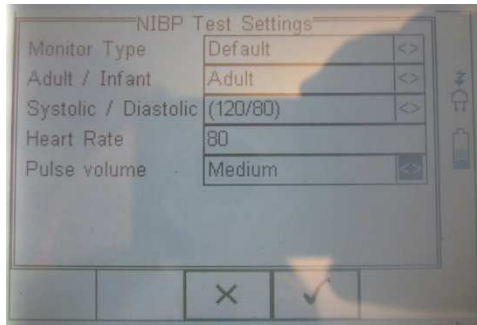 NIBP Test Settings
Monitor Type Default <>
Adult / Infant Adult <>
Systolic / Diastolic (120/80) <>
Heart Rate 80
Pulse volume Medium <>